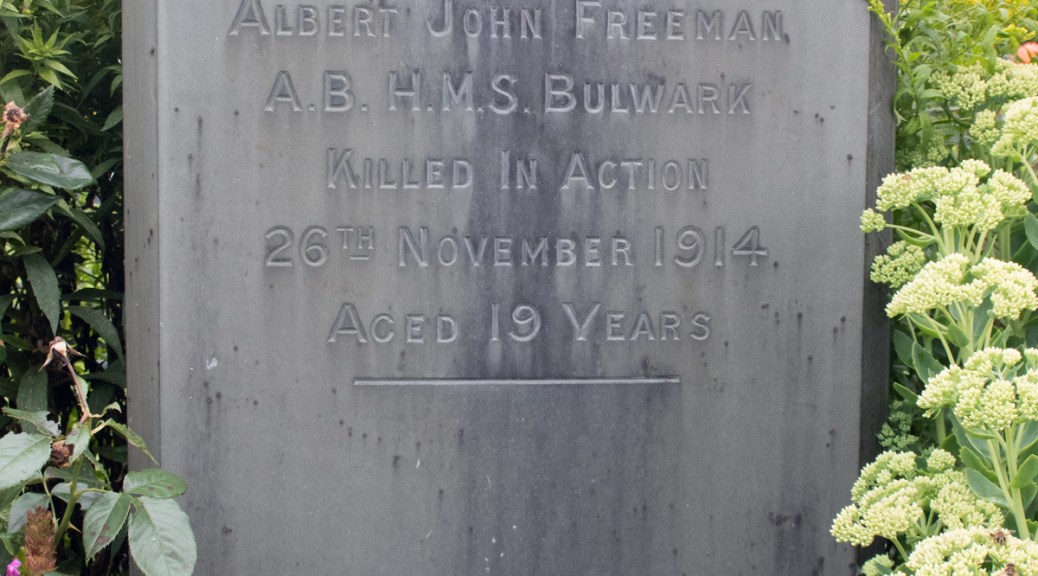 Albert John Freeman,
A.B. H.M.S. Bulwark
Killed In Action
26th November 1914
Aged 19 Years